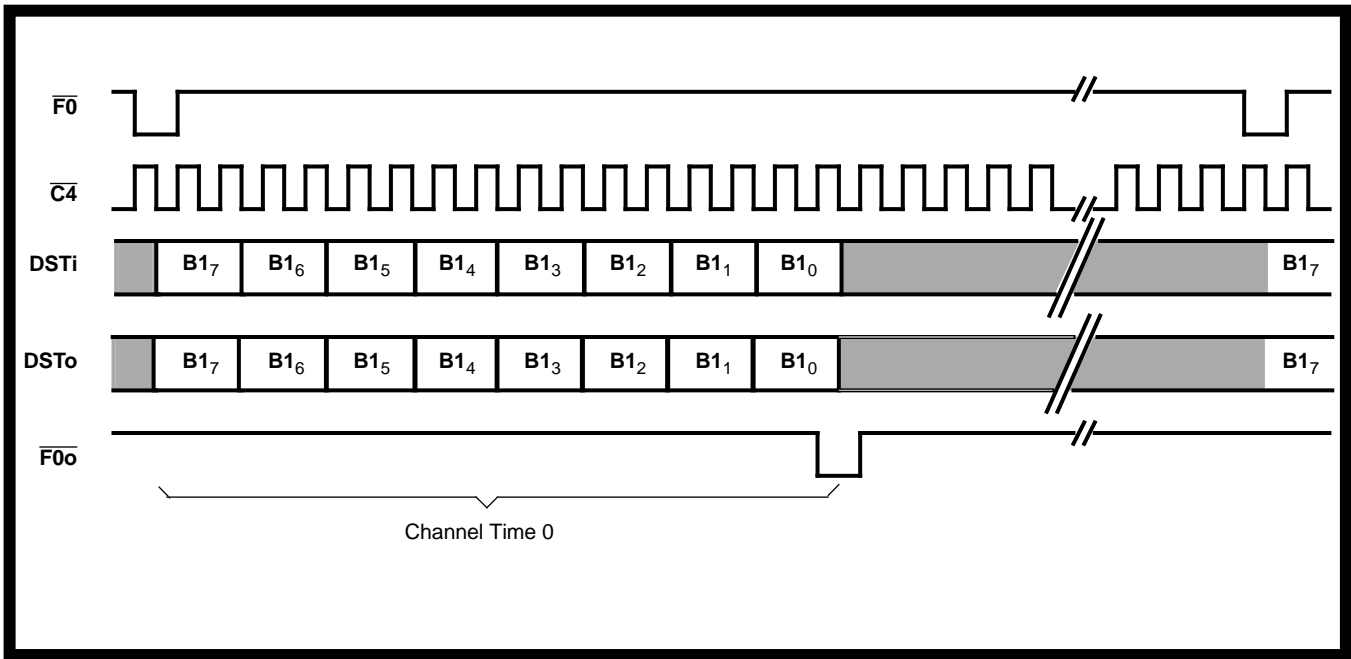 F0
C4
DSTi B1₇ B1₆ B1₅ B1₄ B1₃ B1₂ B1₁ B1₀ B1₇
DSTo B1₇ B1₆ B1₅ B1₄ B1₃ B1₂ B1₁ B1₀ B1₇
F0o
Channel Time 0